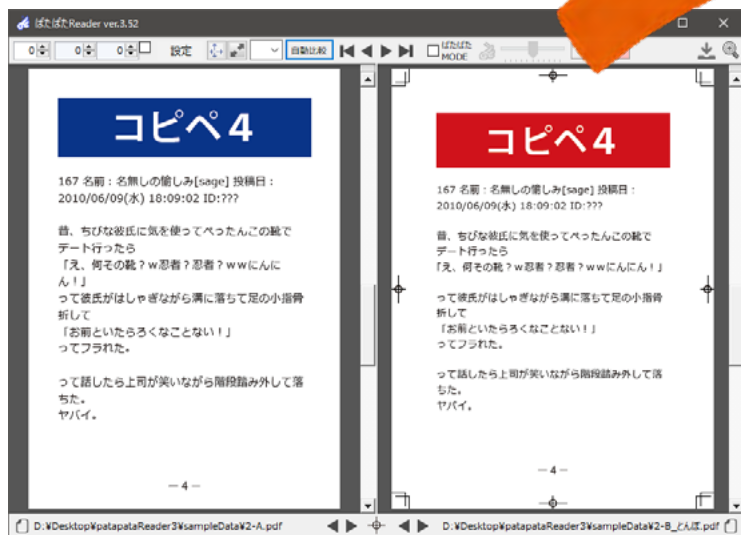 ぱたぱたReader ver.3.52
0 0 0 設定 自動比較 ぱたぱた MODE
コピペ４
167 名前：名無しの愉しみ[sage] 投稿日：
2010/06/09(水) 18:09:02 ID:???
昔、ちびな彼氏に気を使ってぺったんこの靴で
デート行ったら
「え、何その靴？ｗ忍者？忍者？ｗｗにんに
ん！」
って彼氏がはしゃぎながら溝に落ちて足の小指骨
折して
「お前といたらろくなことない！」
ってフラれた。
って話したら上司が笑いながら階段踏み外して落
ちた。
ヤバイ。
― 4 ―
コピペ４
167 名前：名無しの愉しみ[sage] 投稿日：
2010/06/09(水) 18:09:02 ID:???
昔、ちびな彼氏に気を使ってぺったんこの靴で
デート行ったら
「え、何その靴？ｗ忍者？忍者？ｗｗにんにん！」
って彼氏がはしゃぎながら溝に落ちて足の小指骨
折して
「お前といたらろくなことない！」
ってフラれた。
って話したら上司が笑いながら階段踏み外して落
ちた。
ヤバイ。
― 4 ―
D:¥Desktop¥patapataReader3¥sampleData¥2-A.pdf
D:¥Desktop¥patapataReader3¥sampleData¥2-B_とんぼ.pdf